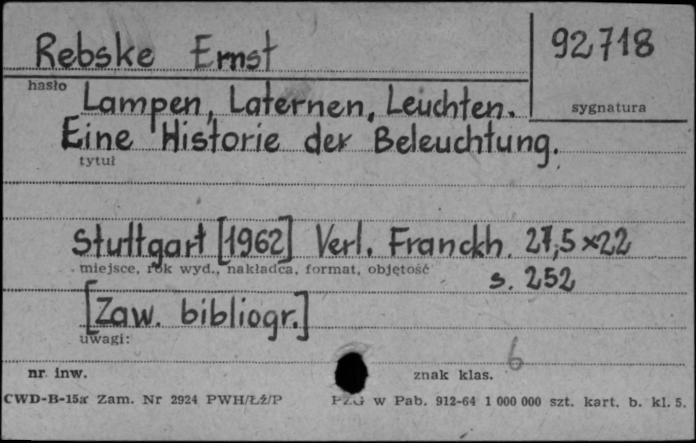 Rebske Ernst 92718
hasło
Lampen, Laternen, Leuchten. sygnatura
Eine Historie der Beleuchtung.
tytuł
Stuttgart [1962] Verl. Franckh. 27,5×22
miejsce, rok wyd., nakładca, format, objętość s. 252
[Zaw. bibliogr.]
uwagi:
6
nr inw. znak klas.
CWD-B-15a Zam. Nr 2924 PWH/Łź/P PZG w Pab. 912-64 1 000 000 szt. kart. b. kl. 5.